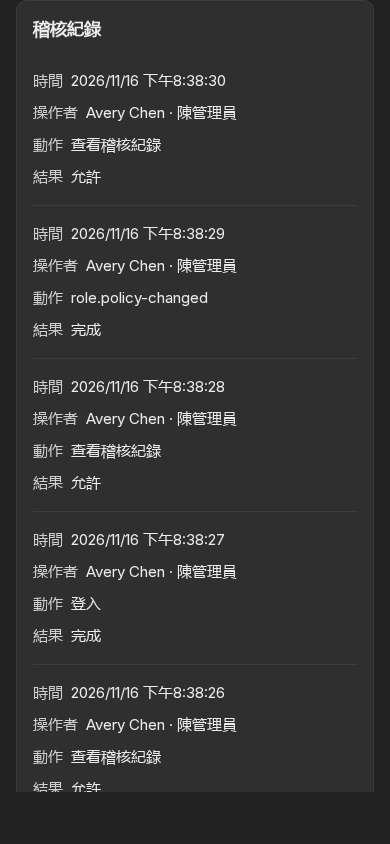 稽核紀錄
時間 2026/11/16 下午8:38:30
操作者 Avery Chen · 陳管理員
動作 查看稽核紀錄
結果 允許
時間 2026/11/16 下午8:38:29
操作者 Avery Chen · 陳管理員
動作 role.policy-changed
結果 完成
時間 2026/11/16 下午8:38:28
操作者 Avery Chen · 陳管理員
動作 查看稽核紀錄
結果 允許
時間 2026/11/16 下午8:38:27
操作者 Avery Chen · 陳管理員
動作 登入
結果 完成
時間 2026/11/16 下午8:38:26
操作者 Avery Chen · 陳管理員
動作 查看稽核紀錄
結果 允許